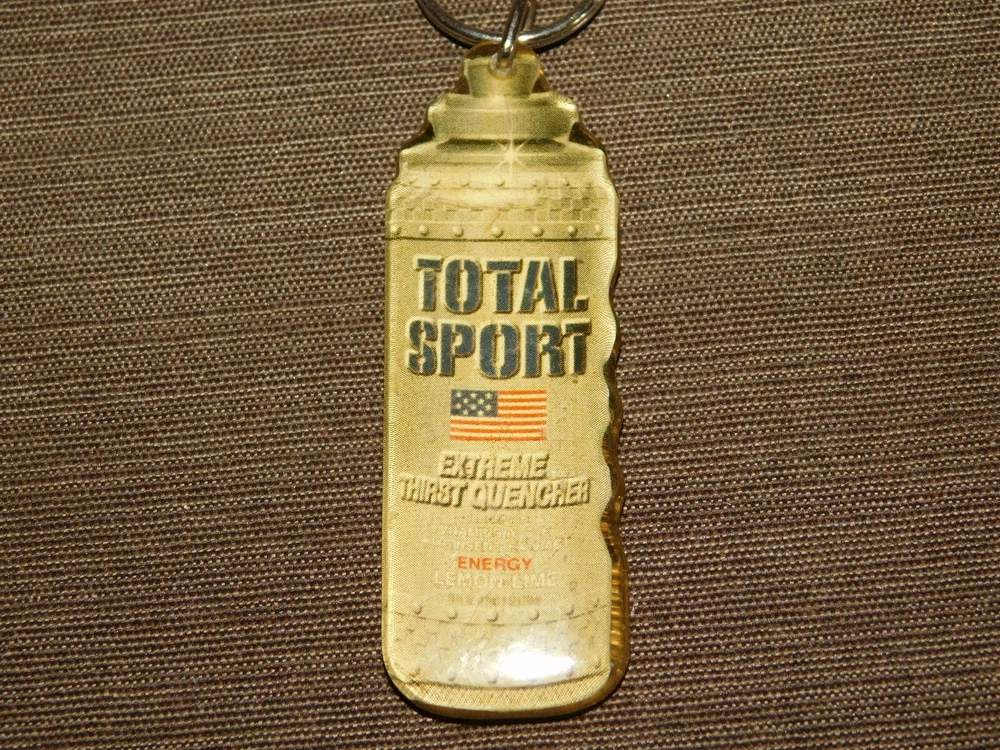 TOTAL
SPORT
EXTREME
THIRST QUENCHER
ENERGY
LEMON LIME